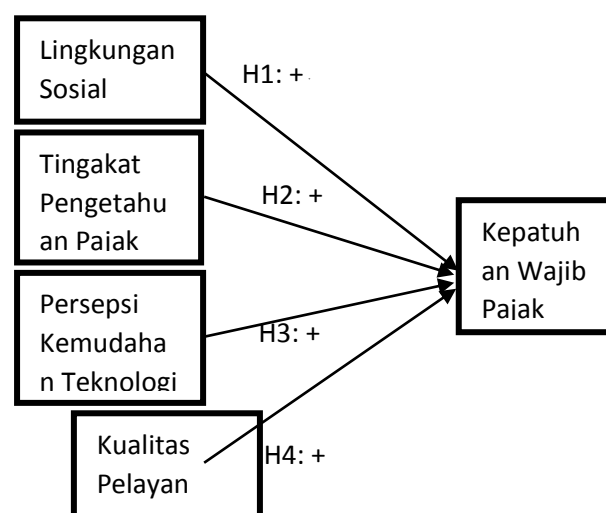 Lingkungan
Sosial
H1: +
Tingakat
Pengetahu
an Pajak
H2: +
Kepatuh
an Wajib
Pajak
Persepsi
Kemudaha
n Teknologi
H3: +
Kualitas
Pelayan
H4: +